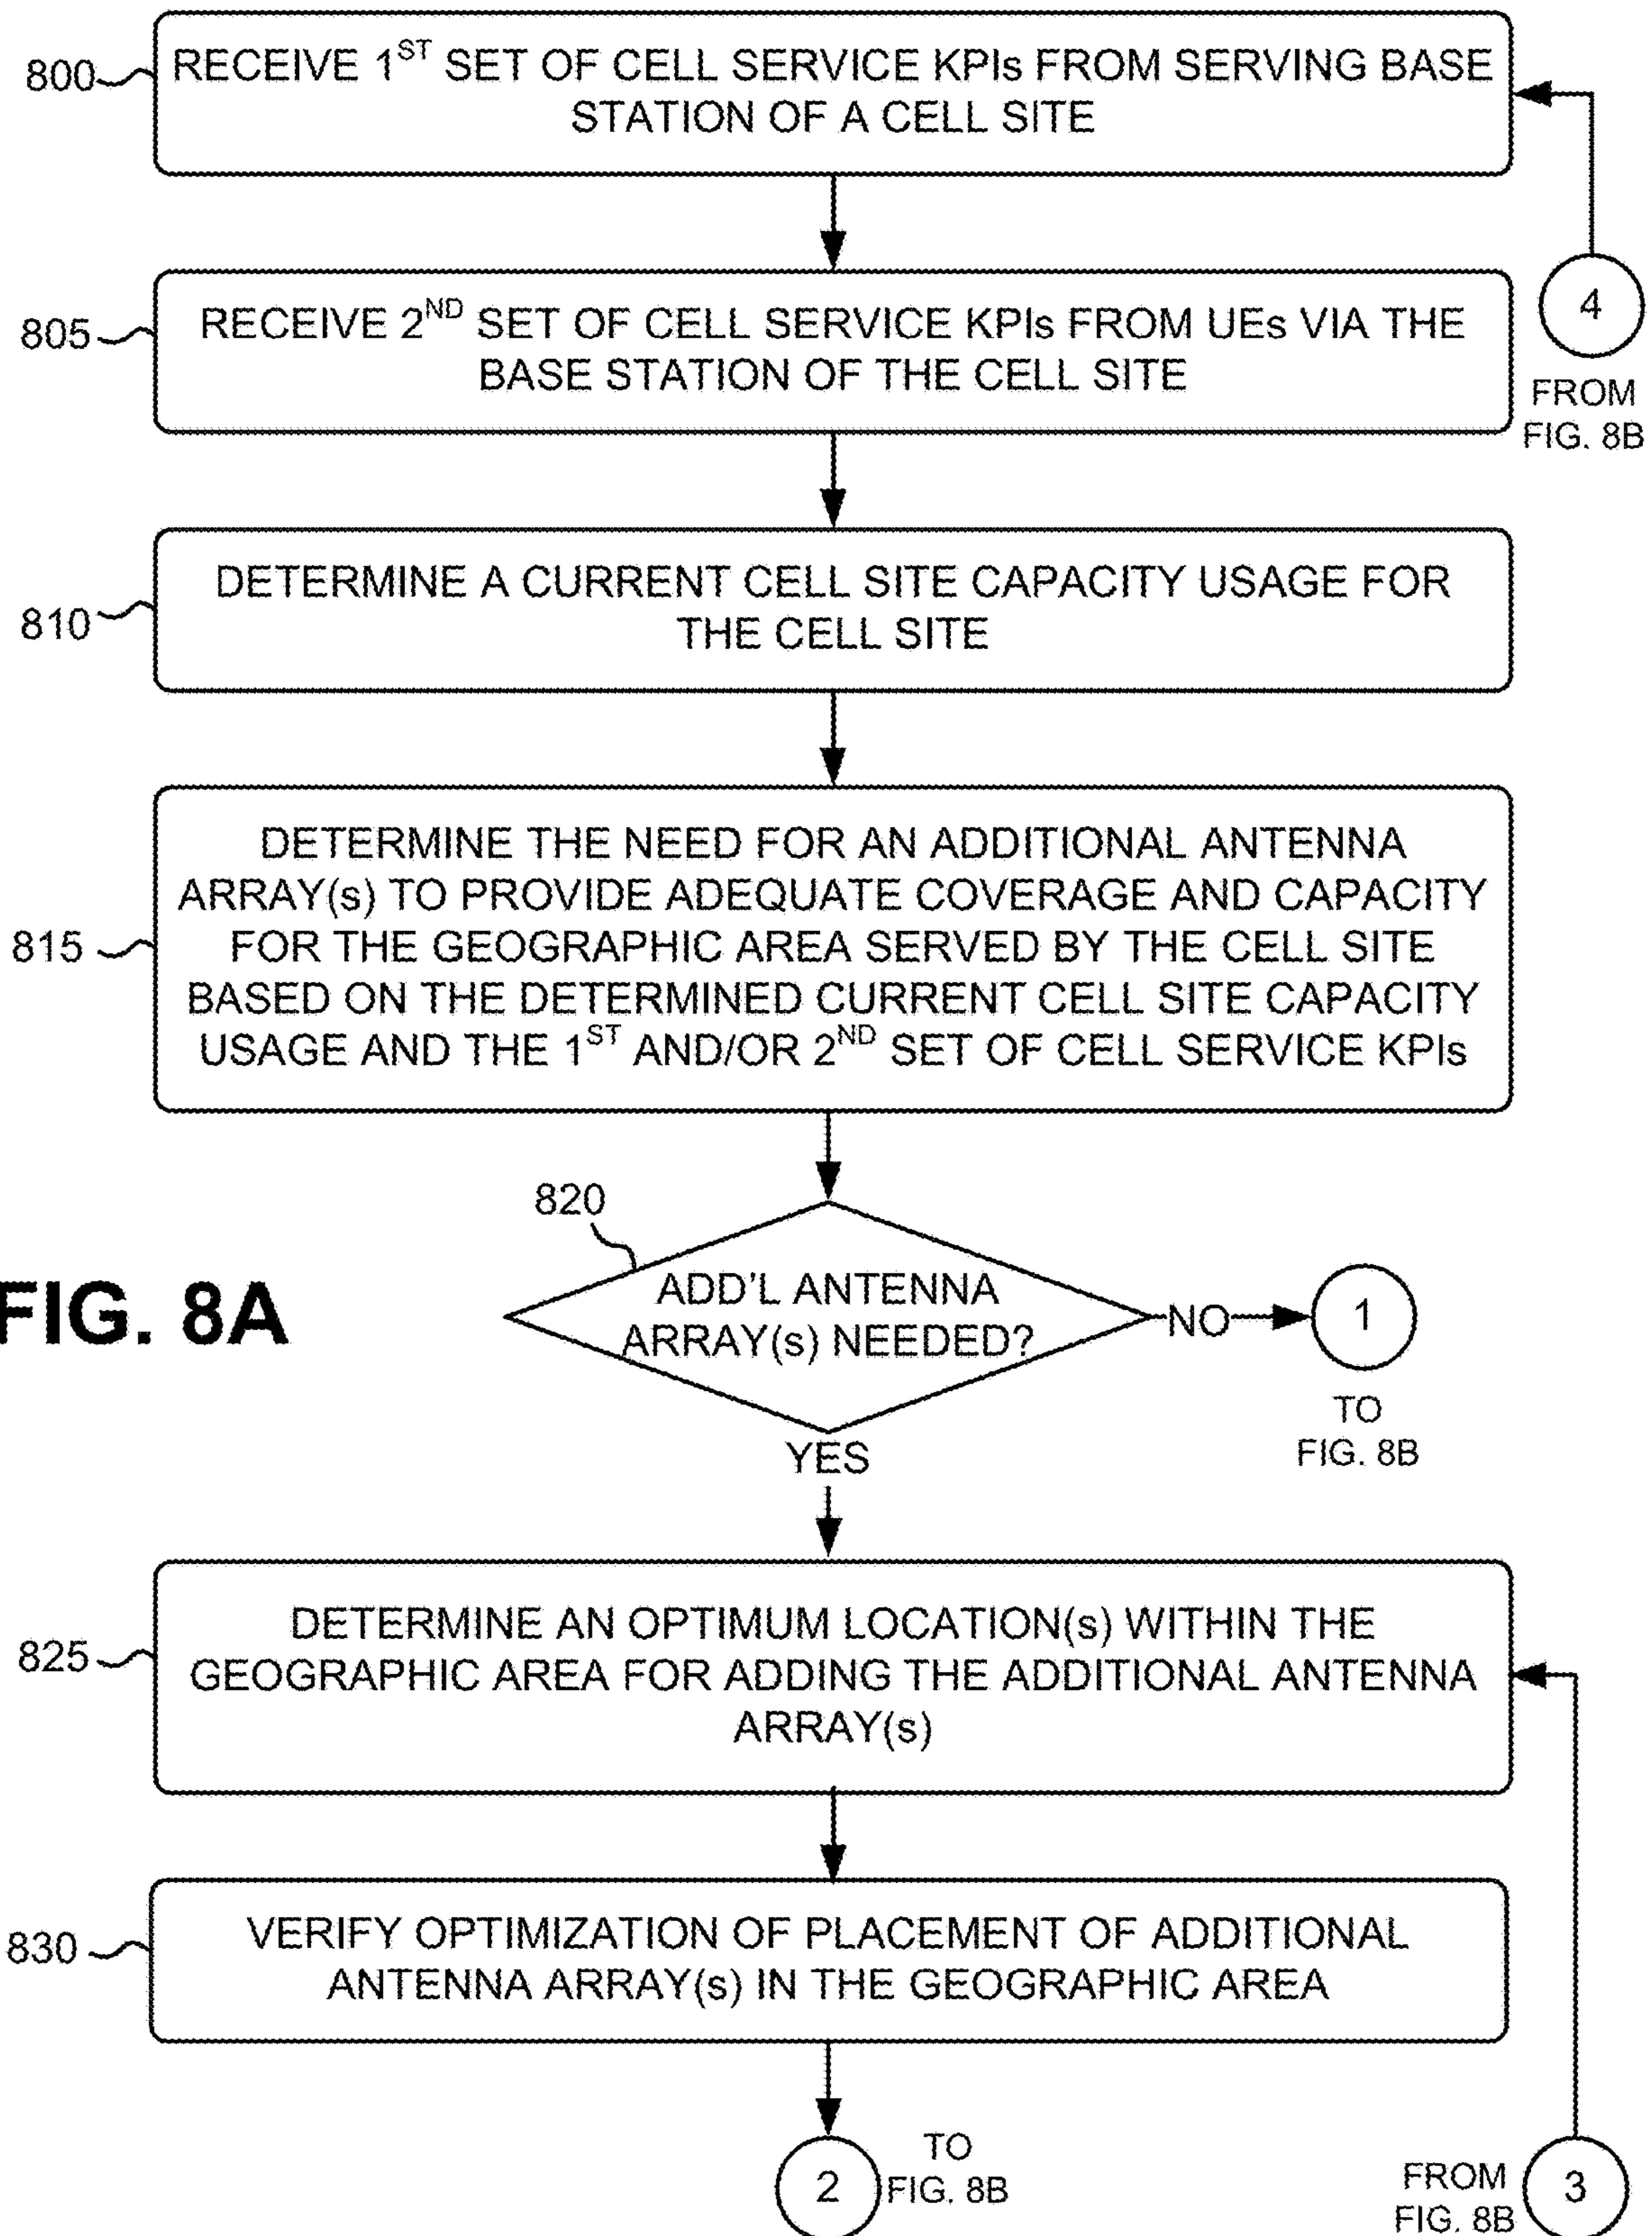 800
RECEIVE 1ST SET OF CELL SERVICE KPIs FROM SERVING BASE
STATION OF A CELL SITE
4
FROM
FIG. 8B
805
RECEIVE 2ND SET OF CELL SERVICE KPIs FROM UEs VIA THE
BASE STATION OF THE CELL SITE
810
DETERMINE A CURRENT CELL SITE CAPACITY USAGE FOR
THE CELL SITE
815
DETERMINE THE NEED FOR AN ADDITIONAL ANTENNA
ARRAY(s) TO PROVIDE ADEQUATE COVERAGE AND CAPACITY
FOR THE GEOGRAPHIC AREA SERVED BY THE CELL SITE
BASED ON THE DETERMINED CURRENT CELL SITE CAPACITY
USAGE AND THE 1ST AND/OR 2ND SET OF CELL SERVICE KPIs
820
ADD'L ANTENNA
ARRAY(s) NEEDED?
NO
1
TO
FIG. 8B
FIG. 8A
YES
825
DETERMINE AN OPTIMUM LOCATION(s) WITHIN THE
GEOGRAPHIC AREA FOR ADDING THE ADDITIONAL ANTENNA
ARRAY(s)
830
VERIFY OPTIMIZATION OF PLACEMENT OF ADDITIONAL
ANTENNA ARRAY(s) IN THE GEOGRAPHIC AREA
2
TO
FIG. 8B
FROM
FIG. 8B
3